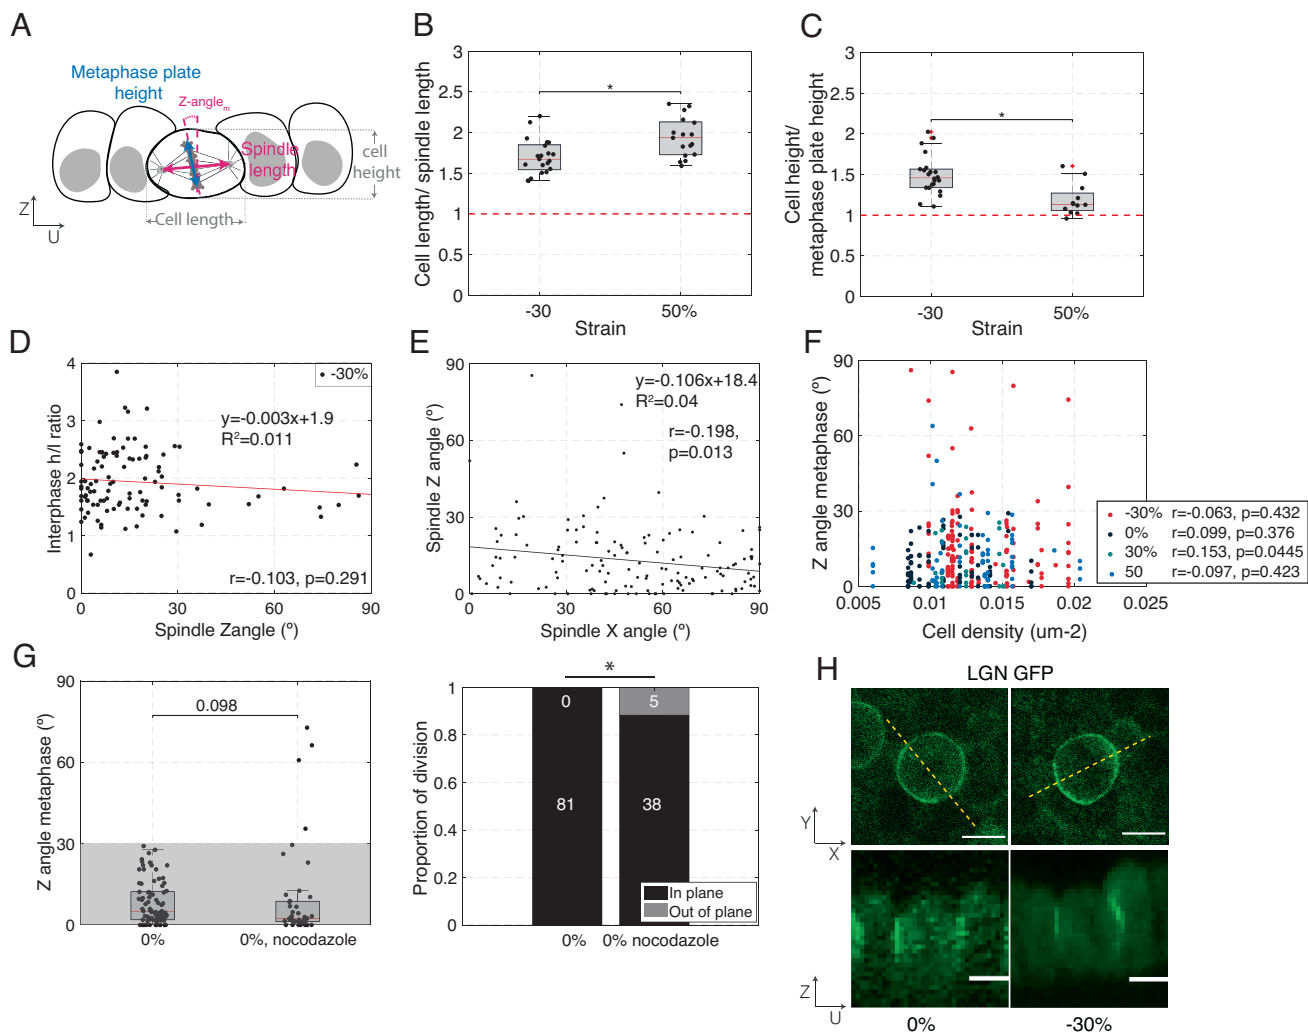 A
Metaphase plate
height
Z-angle_m
Spindle
length
cell
height
Cell length
Z
U
B
Cell length/ spindle length
3
2.5
2
1.5
1
0.5
0
*
-30
50%
Strain
C
Cell height/
metaphase plate height
3
2.5
2
1.5
1
0.5
0
*
-30
50%
Strain
D
Interphase h/l ratio
4
3
2
1
0
-30%
y=-0.003x+1.9
R²=0.011
r=-0.103, p=0.291
0
30
60
90
Spindle Zangle (º)
E
Spindle Z angle (º)
90
60
30
0
y=-0.106x+18.4
R²=0.04
r=-0.198,
p=0.013
0
30
60
90
Spindle X angle (º)
F
Z angle metaphase (º)
90
60
30
0
-30% r=-0.063, p=0.432
0% r=0.099, p=0.376
30% r=0.153, p=0.0445
50 r=-0.097, p=0.423
0.005
0.01
0.015
0.02
0.025
Cell density (um-2)
G
Z angle metaphase (º)
90
60
30
0
0.098
0%
0%, nocodazole
Proportion of division
1
0.8
0.6
0.4
0.2
0
*
0
5
81
38
In plane
Out of plane
0%
0% nocodazole
H
LGN GFP
Y
X
Z
U
0%
-30%